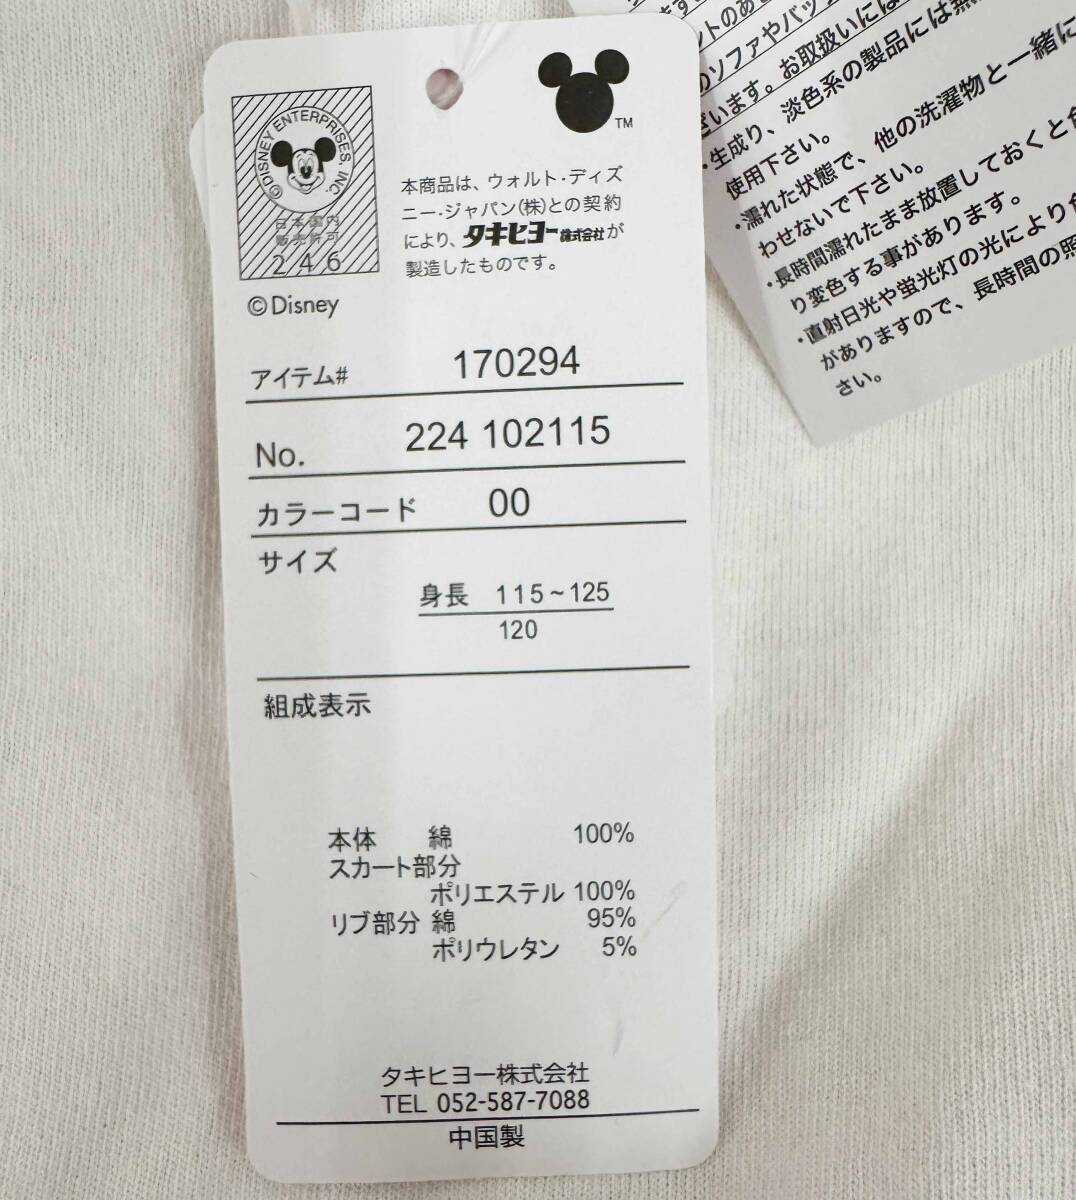 © DISNEY ENTERPRISES, INC.
日本国内
販売許可
246
©Disney
TM
本商品は、ウォルト・ディズ
ニー・ジャパン(株)との契約
により、タキヒヨー株式会社が
製造したものです。
アイテム# 170294
No. 224 102115
カラーコード 00
サイズ
身長 115~125
120
組成表示
本体 綿 100%
スカート部分
ポリエステル 100%
リブ部分 綿 95%
ポリウレタン 5%
タキヒヨー株式会社
TEL 052-587-7088
中国製
のソファやバッ
います。お取扱いには
・生成り、淡色系の製品には
使用下さい。
・濡れた状態で、他の洗濯物と一緒に
わせないで下さい。
・長時間濡れたまま放置しておくと
り変色する事があります。
・直射日光や蛍光灯の光により
がありますので、長時間の照
さい。